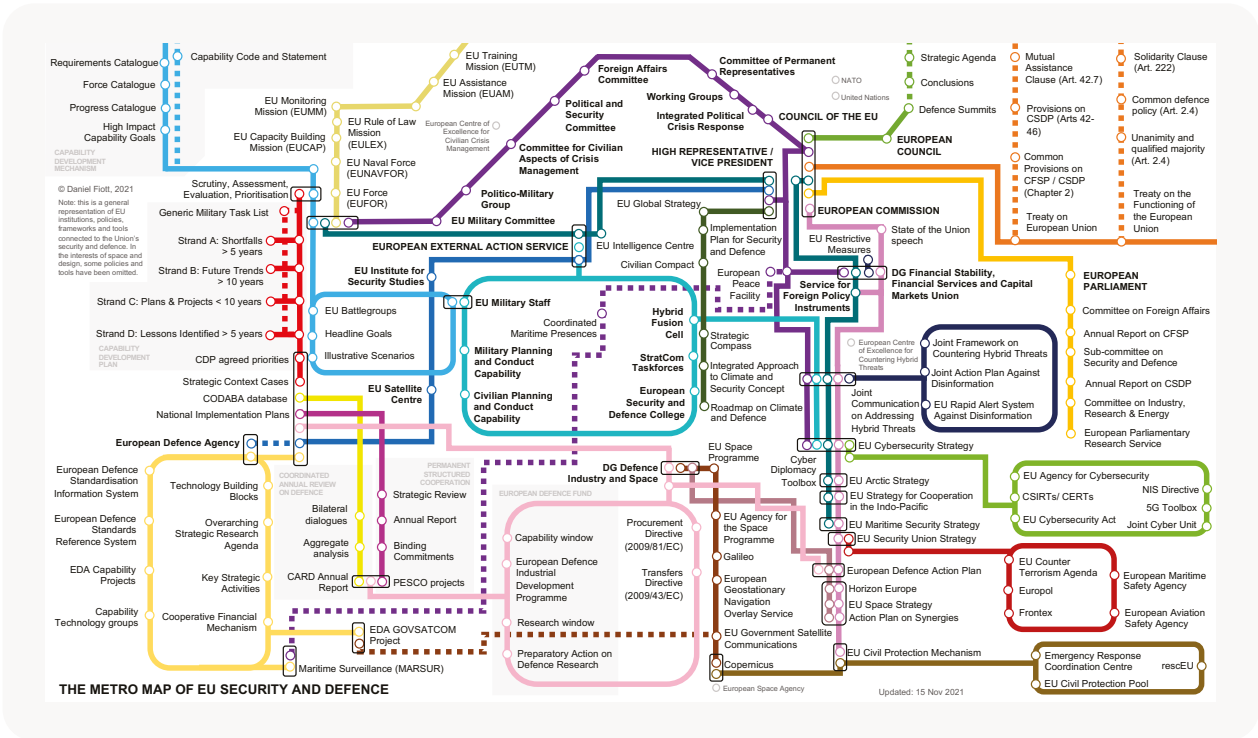 Requirements Catalogue
Force Catalogue
Progress Catalogue
High Impact
Capability Goals
CAPABILITY
DEVELOPMENT
MECHANISM
Capability Code and Statement
© Daniel Fiott, 2021
Note: this is a general
representation of EU
institutions, policies,
frameworks and tools
connected to the Union's
security and defence. In
the interests of space and
design, some policies and
tools have been omitted.
Scrutiny, Assessment,
Evaluation, Prioritisation
Generic Military Task List
Strand A: Shortfalls
> 5 years
Strand B: Future Trends
> 10 years
Strand C: Plans & Projects < 10 years
Strand D: Lessons Identified > 5 years
CAPABILITY
DEVELOPMENT
PLAN
CDP agreed priorities
Strategic Context Cases
CODABA database
National Implementation Plans
European Defence Agency
EU Training
Mission (EUTM)
EU Assistance
Mission (EUAM)
EU Monitoring
Mission (EUMM)
EU Capacity Building
Mission (EUCAP)
EU Rule of Law
Mission
(EULEX)
EU Naval Force
(EUNAVFOR)
EU Force
(EUFOR)
European Centre of
Excellence for
Civilian Crisis
Management
Foreign Affairs
Committee
Political and
Security
Committee
Committee for Civilian
Aspects of Crisis
Management
Politico-Military
Group
EU Military Committee
EUROPEAN EXTERNAL ACTION SERVICE
Committee of Permanent
Representatives
Working Groups
Integrated Political
Crisis Response
NATO
United Nations
COUNCIL OF THE EU
HIGH REPRESENTATIVE /
VICE PRESIDENT
Strategic Agenda
Conclusions
Defence Summits
EUROPEAN
COUNCIL
Mutual
Assistance
Clause (Art. 42.7)
Provisions on
CSDP (Arts 42-
46)
Common
Provisions on
CFSP / CSDP
(Chapter 2)
Treaty on
European Union
Solidarity Clause
(Art. 222)
Common defence
policy (Art. 2.4)
Unanimity and
qualified majority
(Art. 2.4)
Treaty on the
Functioning of
the European
Union
EU Global Strategy
EUROPEAN COMMISSION
State of the Union
speech
EU Restrictive
Measures
Implementation
Plan for Security
and Defence
EU Intelligence Centre
Civilian Compact
European
Peace
Facility
Service for
Foreign Policy
Instruments
DG Financial Stability,
Financial Services and Capital
Markets Union
EU Institute for
Security Studies
EU Military Staff
EU Battlegroups
Headline Goals
Illustrative Scenarios
EU Satellite
Centre
Military Planning
and Conduct
Capability
Civilian Planning
and Conduct
Capability
Coordinated
Maritime Presences
Hybrid
Fusion
Cell
StratCom
Taskforces
European
Security and
Defence College
Strategic
Compass
Integrated Approach
to Climate and
Security Concept
Roadmap on Climate
and Defence
European Centre
of Excellence for
Countering Hybrid
Threats
Joint
Communication
on Addressing
Hybrid Threats
Joint Framework on
Countering Hybrid Threats
Joint Action Plan Against
Disinformation
EU Rapid Alert System
Against Disinformation
EUROPEAN
PARLIAMENT
Committee on Foreign Affairs
Annual Report on CFSP
Sub-committee on
Security and Defence
Annual Report on CSDP
Committee on Industry,
Research & Energy
European Parliamentary
Research Service
European Defence
Standardisation
Information System
European Defence
Standards
Reference System
EDA Capability
Projects
Capability
Technology groups
Technology Building
Blocks
Overarching
Strategic Research
Agenda
Key Strategic
Activities
Cooperative Financial
Mechanism
COORDINATED
ANNUAL REVIEW
ON DEFENCE
Bilateral
dialogues
Aggregate
analysis
CARD Annual
Report
PERMANENT
STRUCTURED
COOPERATION
Strategic Review
Annual Report
Binding
Commitments
PESCO projects
EDA GOVSATCOM
Project
Maritime Surveillance (MARSUR)
EUROPEAN DEFENCE FUND
Capability window
European Defence
Industrial
Development
Programme
Research window
Preparatory Action on
Defence Research
Procurement
Directive
(2009/81/EC)
Transfers
Directive
(2009/43/EC)
DG Defence
Industry and Space
EU Space
Programme
EU Agency for
the Space
Programme
Galileo
European
Geostationary
Navigation
Overlay Service
EU Government Satellite
Communications
Copernicus
European Space Agency
Cyber
Diplomacy
Toolbox
EU Cybersecurity Strategy
EU Arctic Strategy
EU Strategy for Cooperation
in the Indo-Pacific
EU Maritime Security Strategy
EU Security Union Strategy
European Defence Action Plan
Horizon Europe
EU Space Strategy
Action Plan on Synergies
EU Civil Protection Mechanism
EU Agency for Cybersecurity
CSIRTs/ CERTs
EU Cybersecurity Act
NIS Directive
5G Toolbox
Joint Cyber Unit
EU Counter
Terrorism Agenda
Europol
Frontex
European Maritime
Safety Agency
European Aviation
Safety Agency
Emergency Response
Coordination Centre
EU Civil Protection Pool
rescEU
THE METRO MAP OF EU SECURITY AND DEFENCE
Updated: 15 Nov 2021